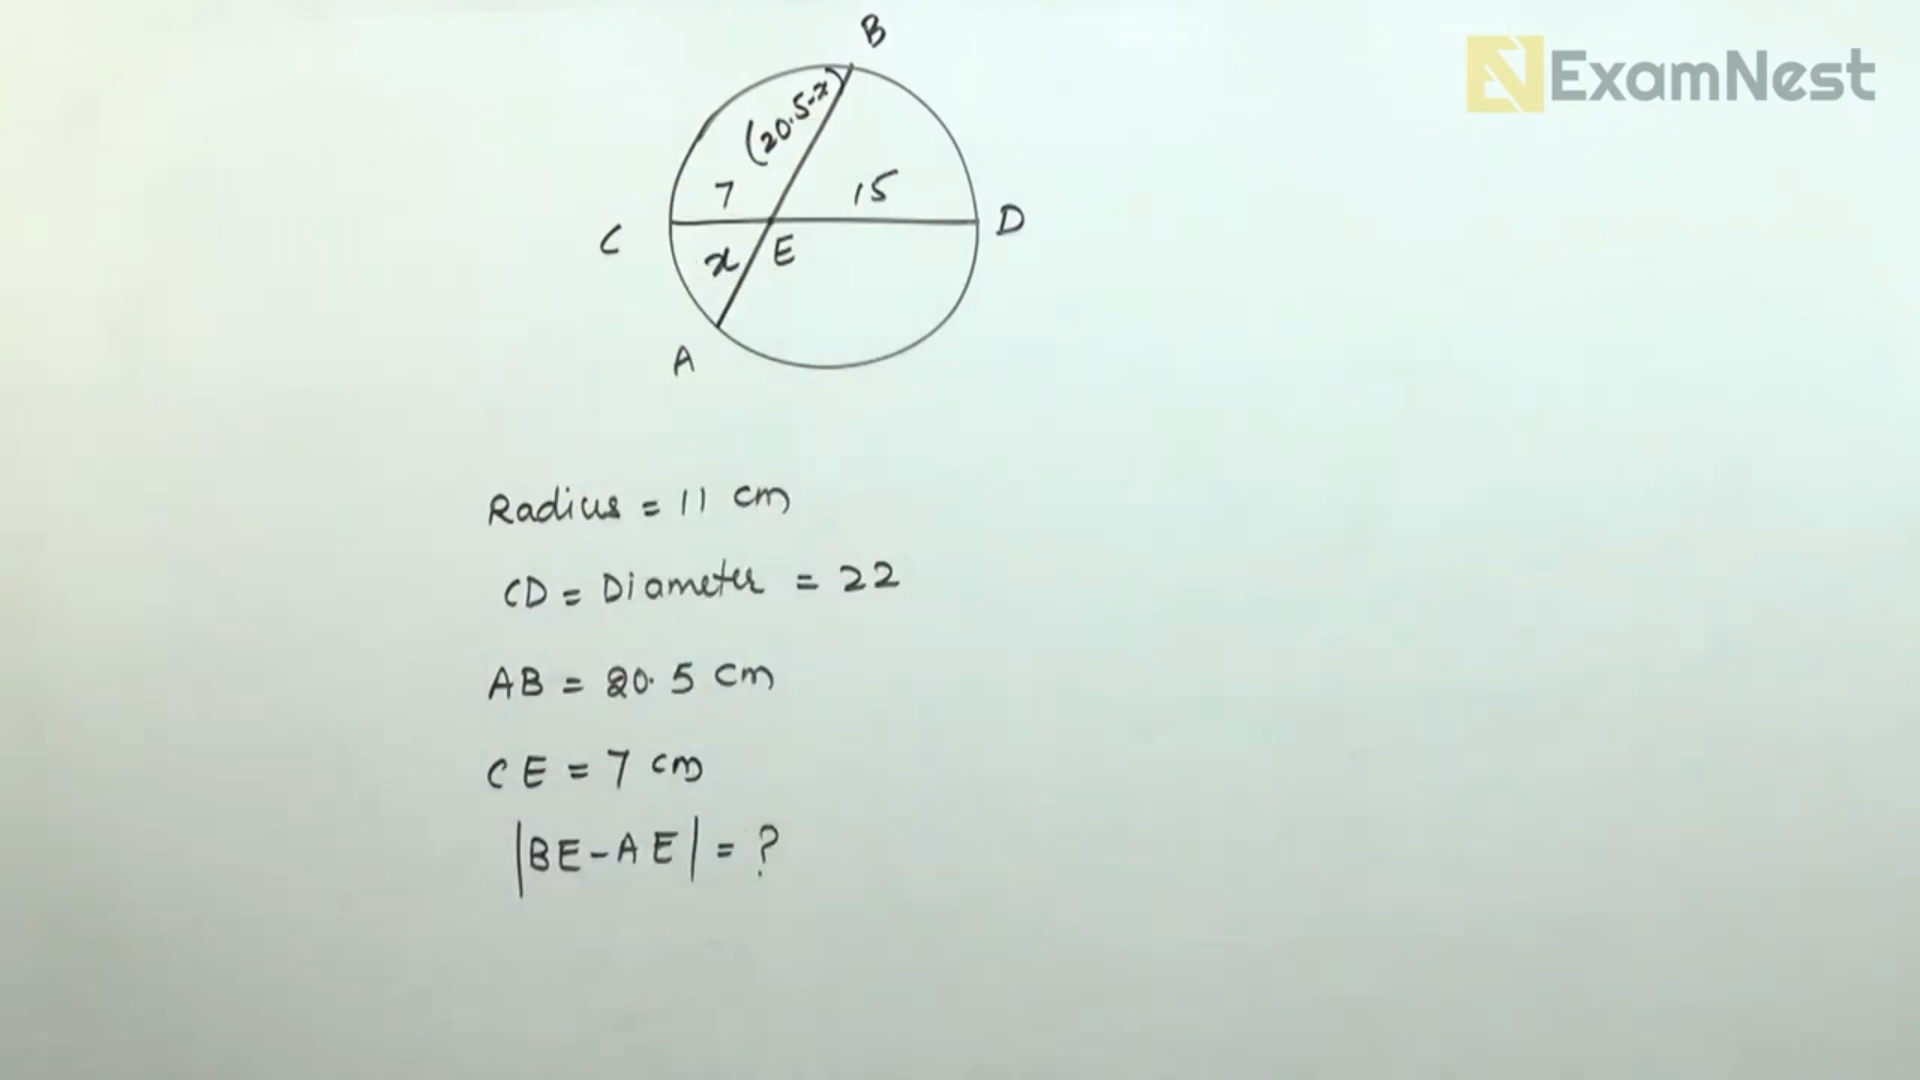 B
ExamNest
(20.5-x)
7
15
C
D
x
E
A
Radius = 11 cm
CD = Diameter = 22
AB = 20.5 cm
CE = 7 cm
|BE-AE| = ?